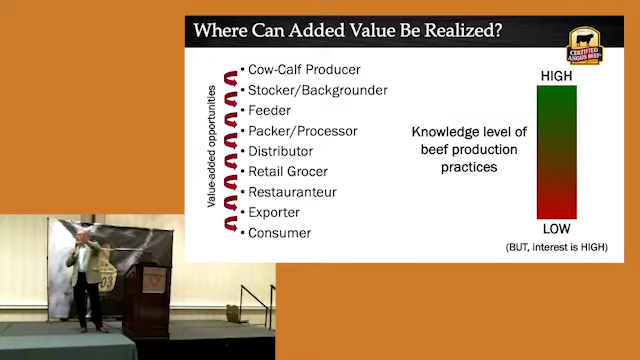 Where Can Added Value Be Realized?
CERTIFIED
ANGUS BEEF
Value-added opportunities
• Cow-Calf Producer
• Stocker/Backgrounder
• Feeder
• Packer/Processor
• Distributor
• Retail Grocer
• Restauranteur
• Exporter
• Consumer
Knowledge level of
beef production
practices
HIGH
LOW
(BUT, interest is HIGH)
03